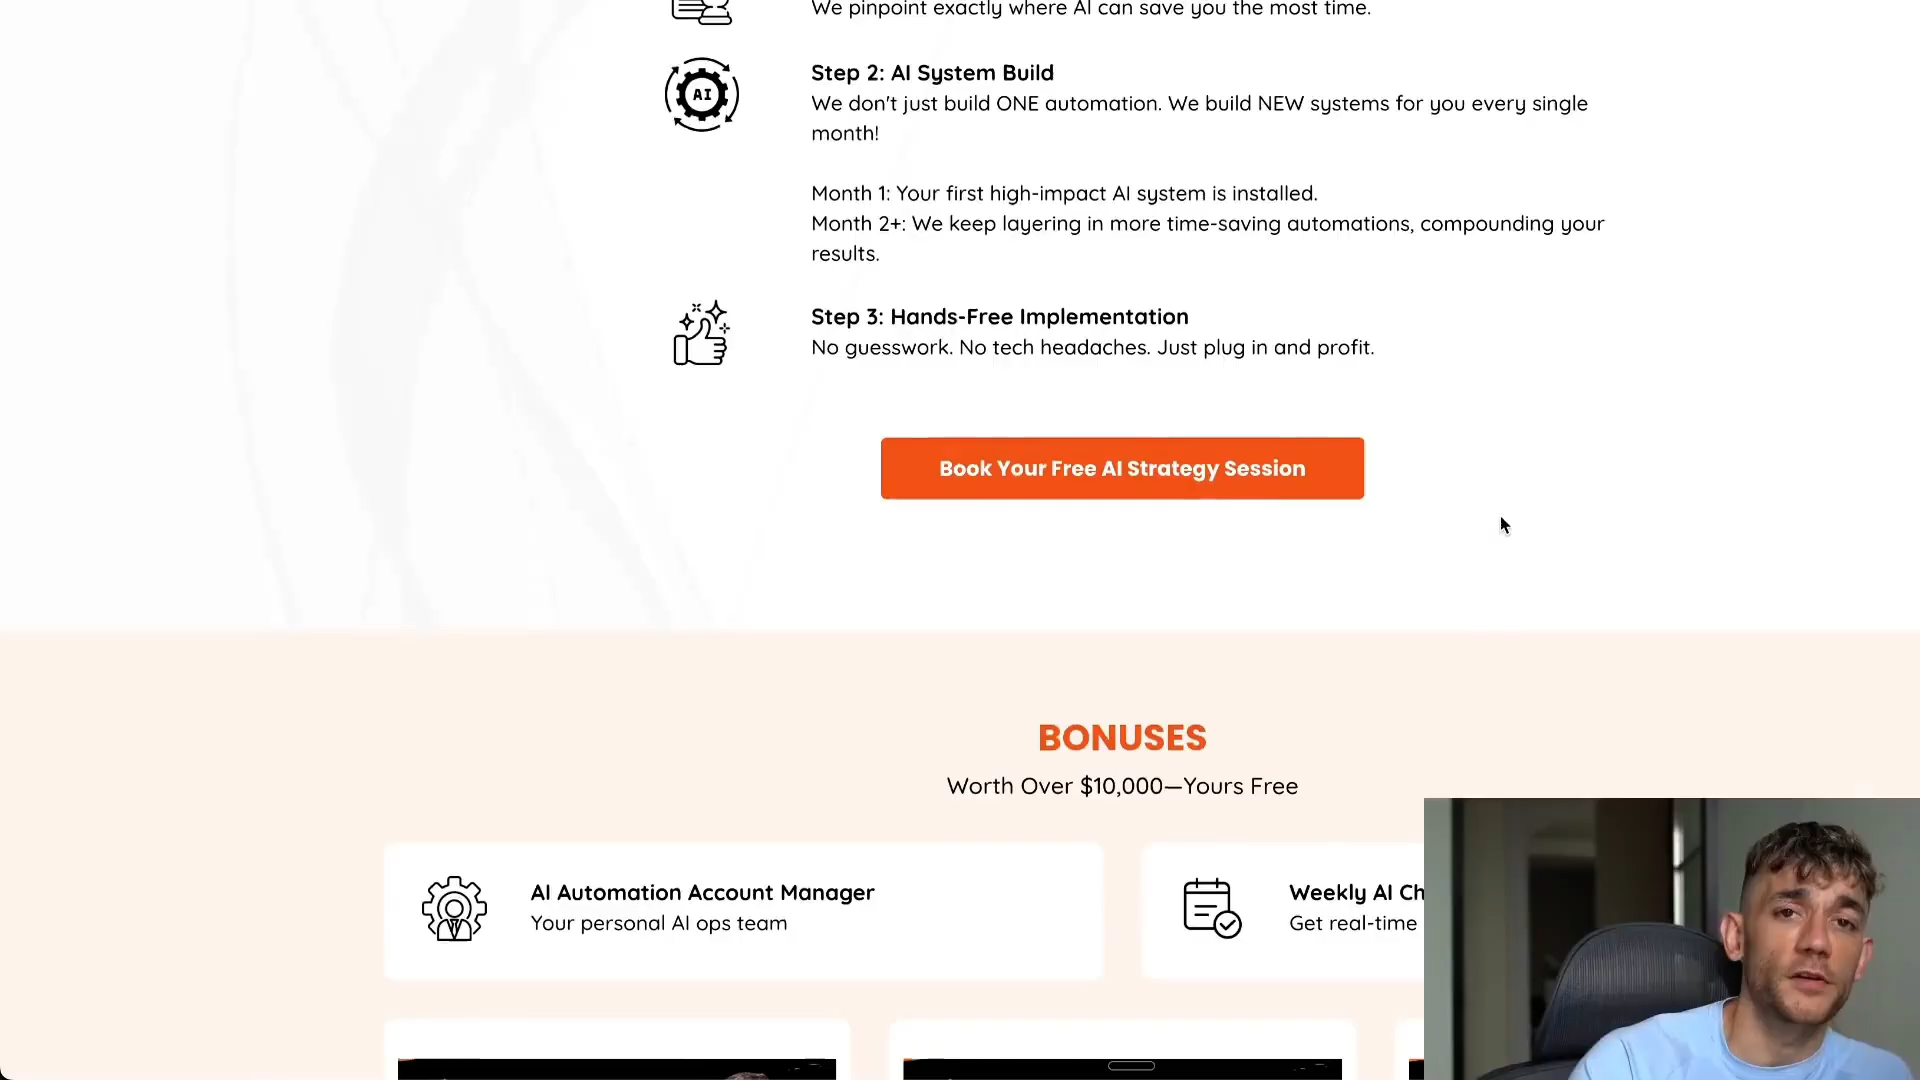 We pinpoint exactly where AI can save you the most time.
AI
Step 2: AI System Build
We don't just build ONE automation. We build NEW systems for you every single
month!
Month 1: Your first high-impact AI system is installed.
Month 2+: We keep layering in more time-saving automations, compounding your
results.
Step 3: Hands-Free Implementation
No guesswork. No tech headaches. Just plug in and profit.
Book Your Free AI Strategy Session
BONUSES
Worth Over $10,000—Yours Free
AI Automation Account Manager
Your personal AI ops team
Weekly AI Ch
Get real-time